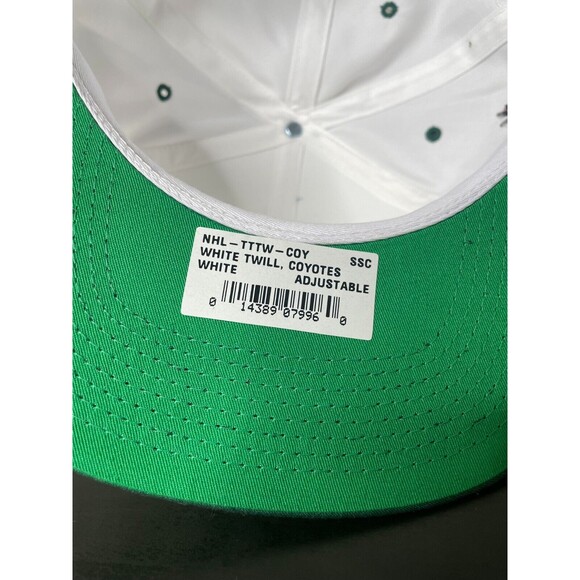 NHL-TTTW-COY SSC
WHITE TWILL, COYOTES
WHITE ADJUSTABLE
0 14389 07996 0